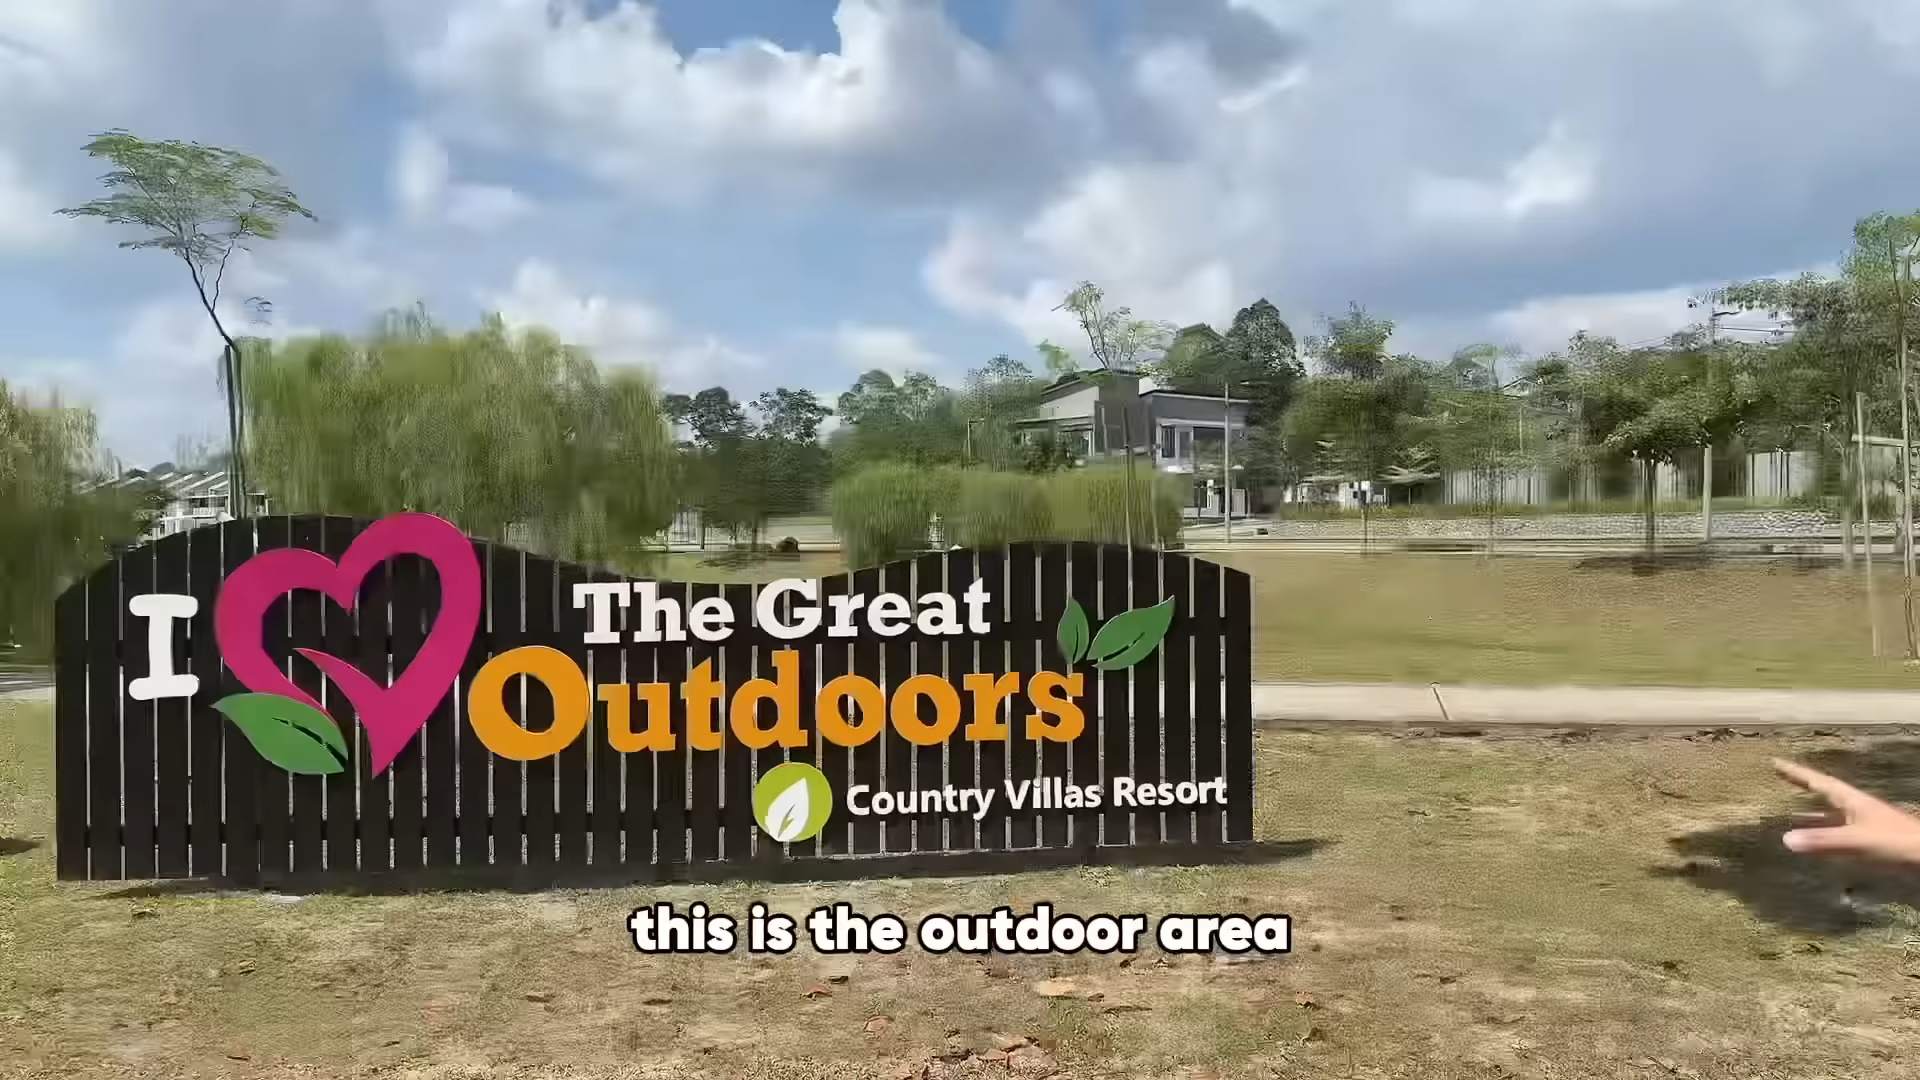 I
The Great
Outdoors
Country Villas Resort
this is the outdoor area